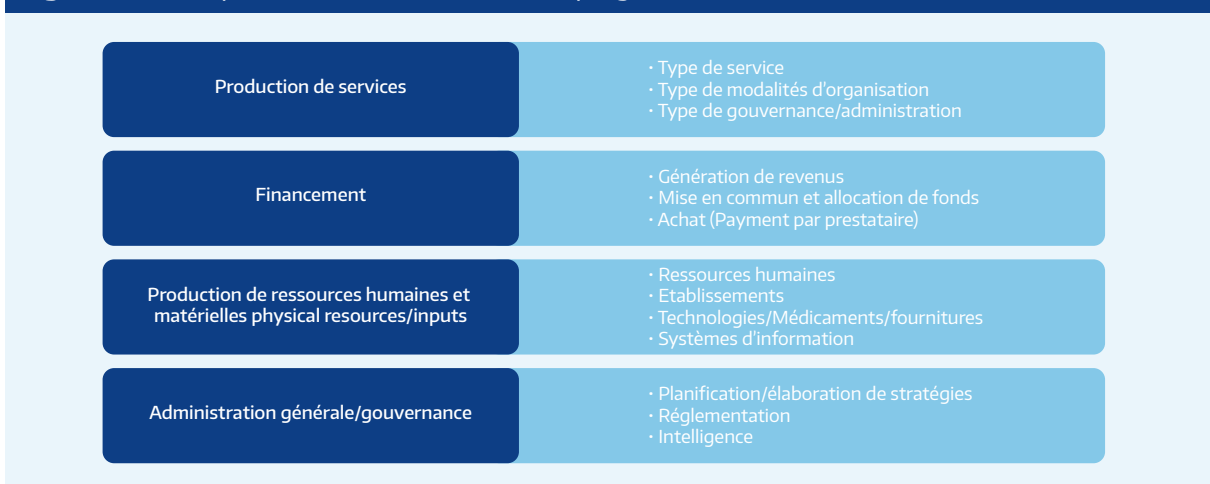 Production de services
· Type de service
· Type de modalités d'organisation
· Type de gouvernance/administration
Financement
· Génération de revenus
· Mise en commun et allocation de fonds
· Achat (Payment par prestataire)
Production de ressources humaines et
matérielles physical resources/inputs
· Ressources humaines
· Etablissements
· Technologies/Médicaments/fournitures
· Systèmes d'information
Administration générale/gouvernance
· Planification/élaboration de stratégies
· Réglementation
· Intelligence